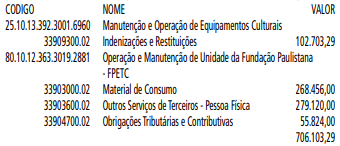 CODIGO NOME VALOR
25.10.13.392.3001.6960 Manutenção e Operação de Equipamentos Culturais
33909300.02 Indenizações e Restituições 102.703,29
80.10.12.363.3019.2881 Operação e Manutenção de Unidade da Fundação Paulistana
- FPETC
33903000.02 Material de Consumo 268.456,00
33903600.02 Outros Serviços de Terceiros - Pessoa Física 279.120,00
33904700.02 Obrigações Tributárias e Contributivas 55.824,00
706.103,29